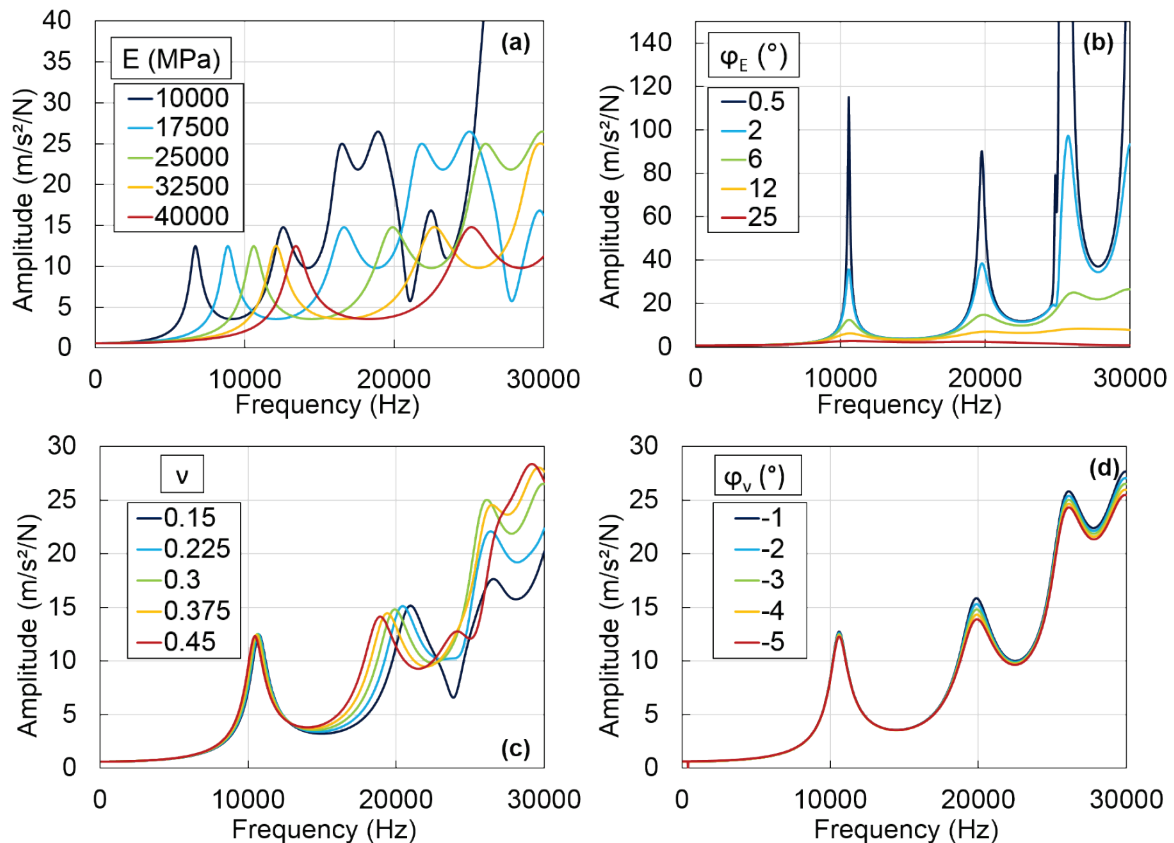 (a)
E (MPa)
10000
17500
25000
32500
40000
Amplitude (m/s²/N)
40
35
30
25
20
15
10
5
0
0 10000 20000 30000
Frequency (Hz)
(b)
φE (°)
0.5
2
6
12
25
Amplitude (m/s²/N)
140
120
100
80
60
40
20
0
0 10000 20000 30000
Frequency (Hz)
ν
0.15
0.225
0.3
0.375
0.45
(c)
Amplitude (m/s²/N)
30
25
20
15
10
5
0
0 10000 20000 30000
Frequency (Hz)
(d)
φν (°)
-1
-2
-3
-4
-5
Amplitude (m/s²/N)
30
25
20
15
10
5
0
0 10000 20000 30000
Frequency (Hz)